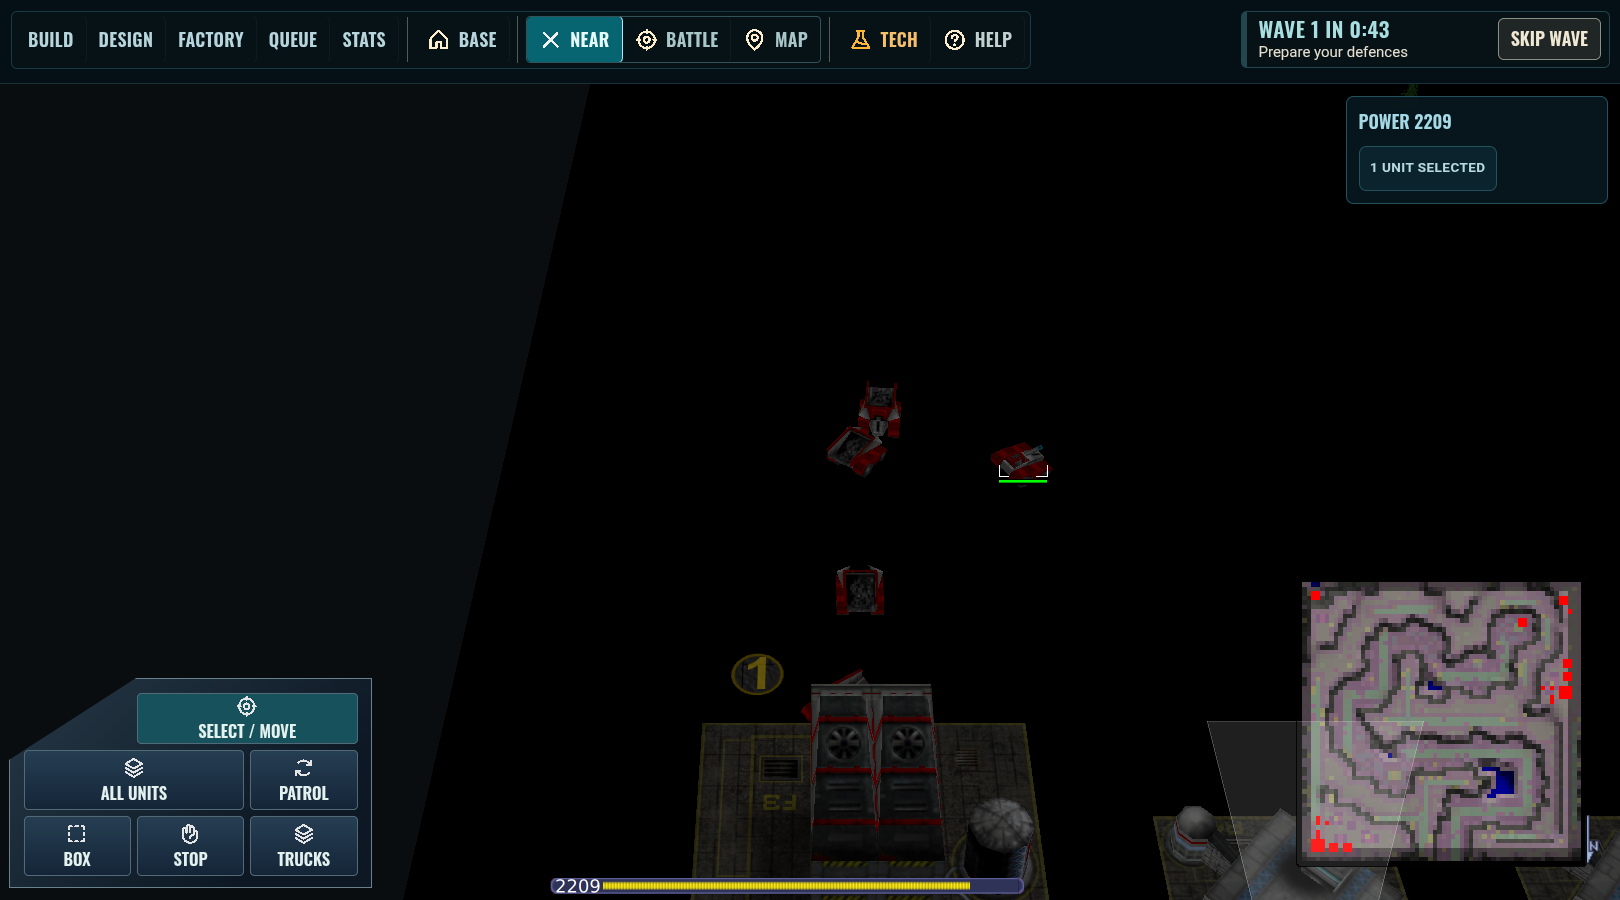 BUILD DESIGN FACTORY QUEUE STATS BASE NEAR BATTLE MAP TECH HELP
WAVE 1 IN 0:43
Prepare your defences
SKIP WAVE
POWER 2209
1 UNIT SELECTED
1
F3
SELECT / MOVE
ALL UNITS PATROL
BOX STOP TRUCKS
2209
N